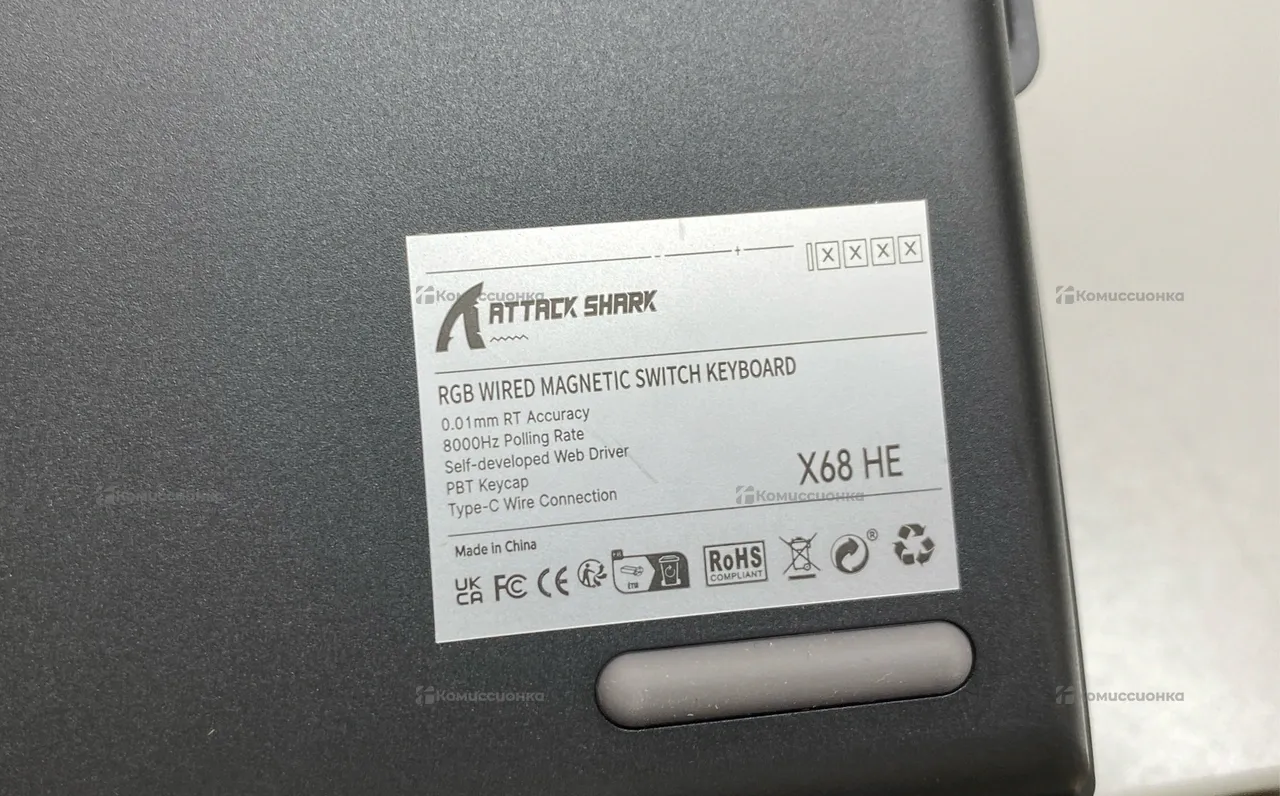 X X X X
ATTACK SHARK
RGB WIRED MAGNETIC SWITCH KEYBOARD
0.01mm RT Accuracy
8000Hz Polling Rate
Self-developed Web Driver
PBT Keycap
Type-C Wire Connection
X68 HE
Made in China
UK
CA
FC
CE
FR
RoHS
COMPLIANT
®
Комиссионка
Комиссионка
Комиссионка
Комиссионка
Комиссионка
Комиссионка